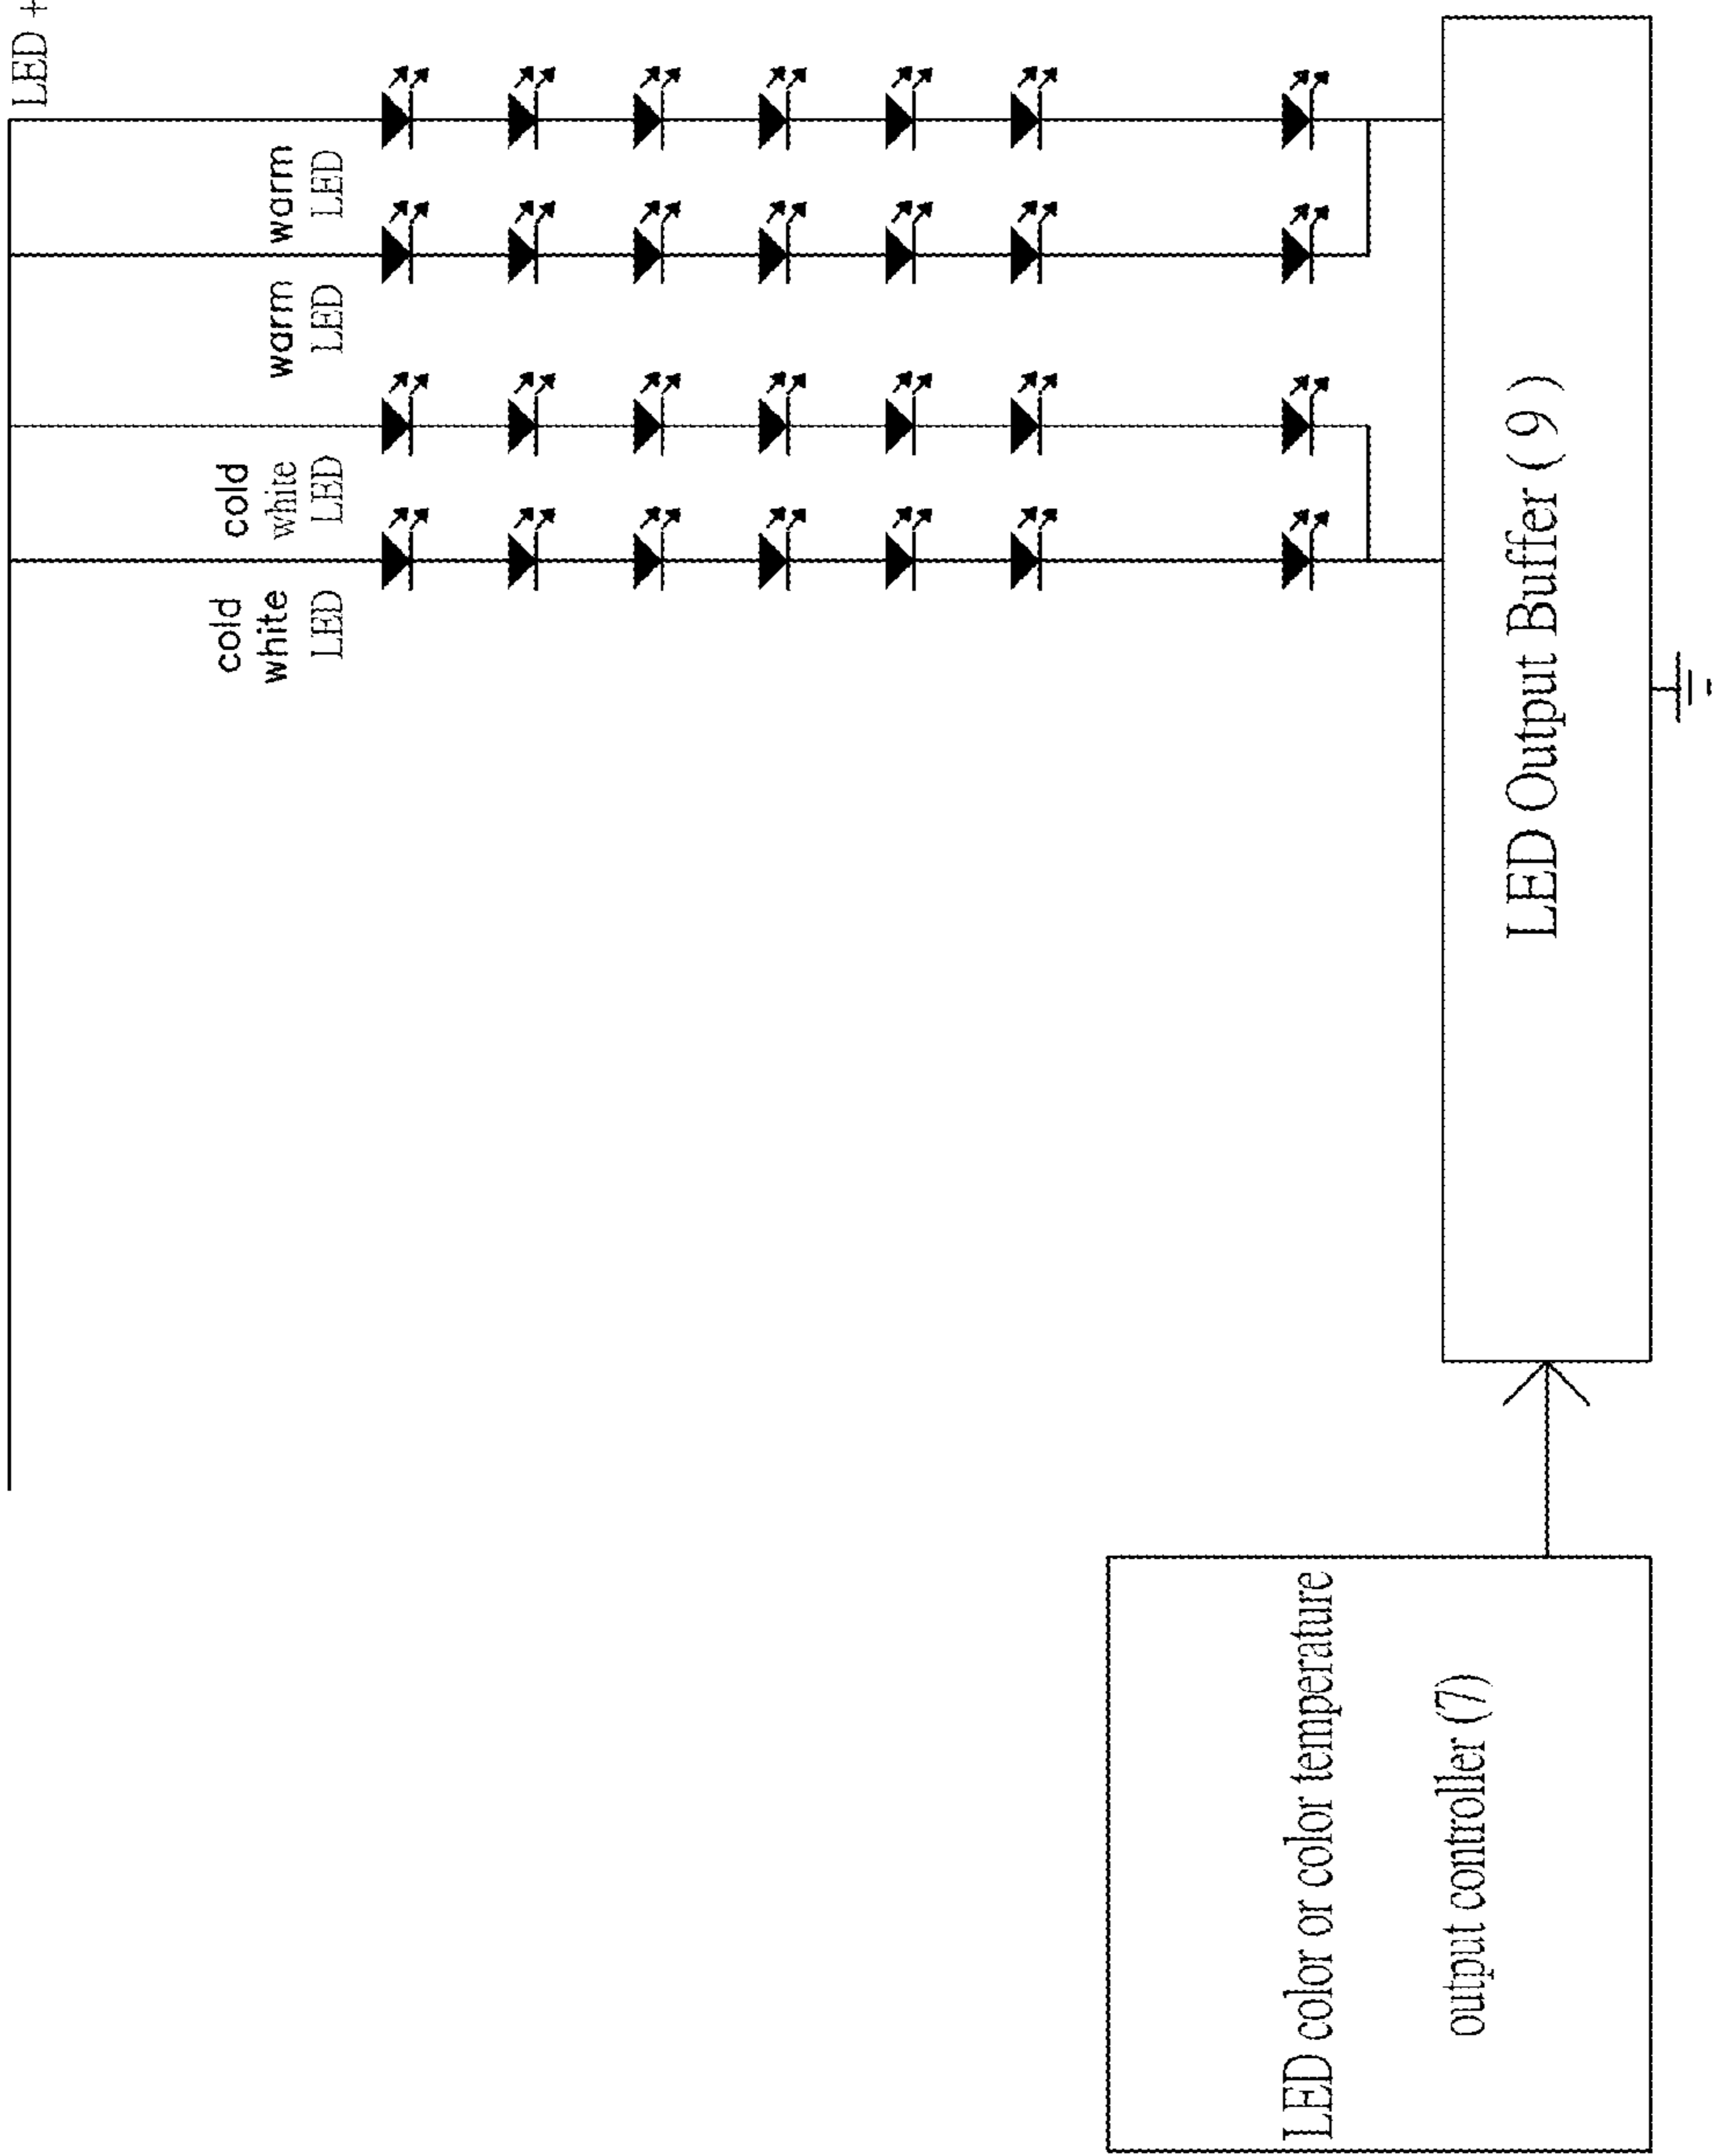 LED +
cold
white
LED
cold
white
LED
warm
LED
warm
LED
LED color or color temperature
output controller (7)
LED Output Buffer ( 9 )